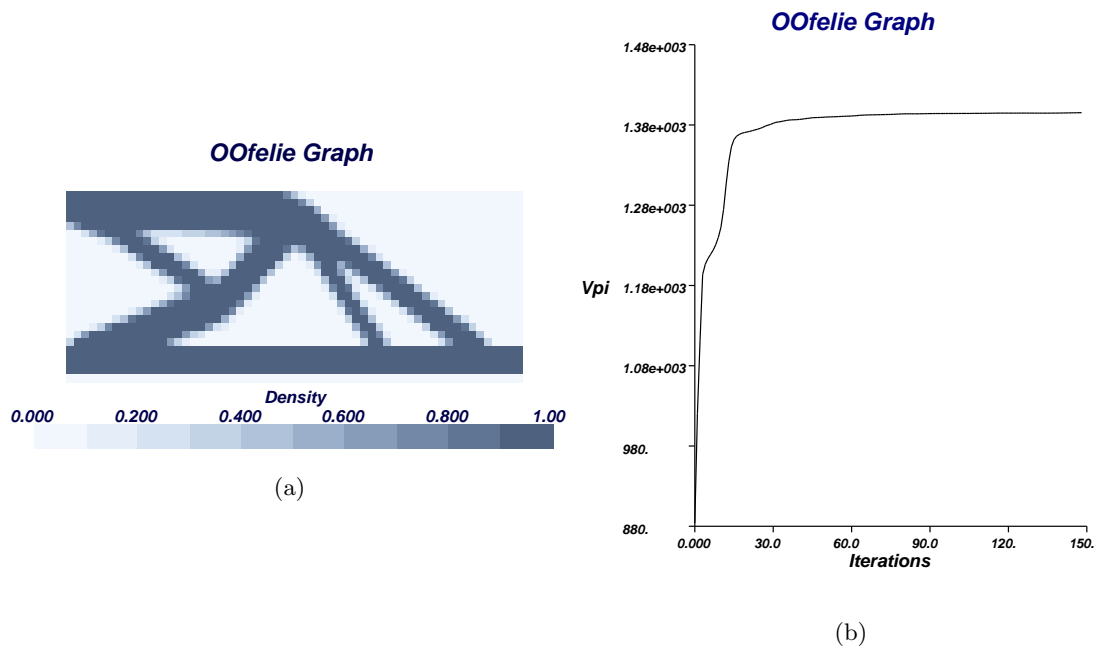 OOfelie Graph
Density
0.000 0.200 0.400 0.600 0.800 1.00
(a)
OOfelie Graph
1.48e+003
1.38e+003
1.28e+003
Vpi 1.18e+003
1.08e+003
980.
880.
0.000 30.0 60.0 90.0 120. 150.
Iterations
(b)